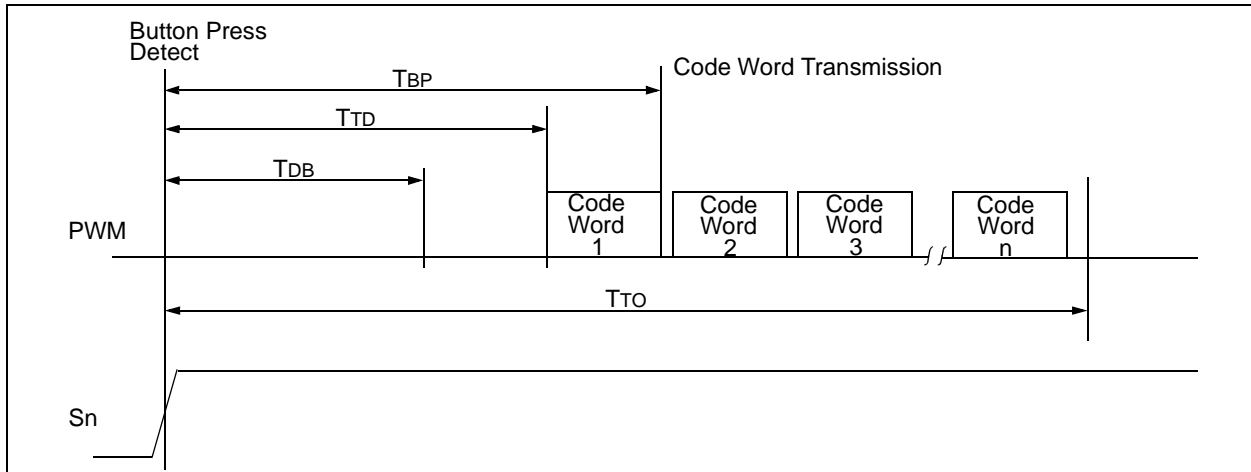 Button Press
Detect
Code Word Transmission
TBP
TTD
TDB
PWM
Code
Word
1
Code
Word
2
Code
Word
3
Code
Word
n
TTO
Sn